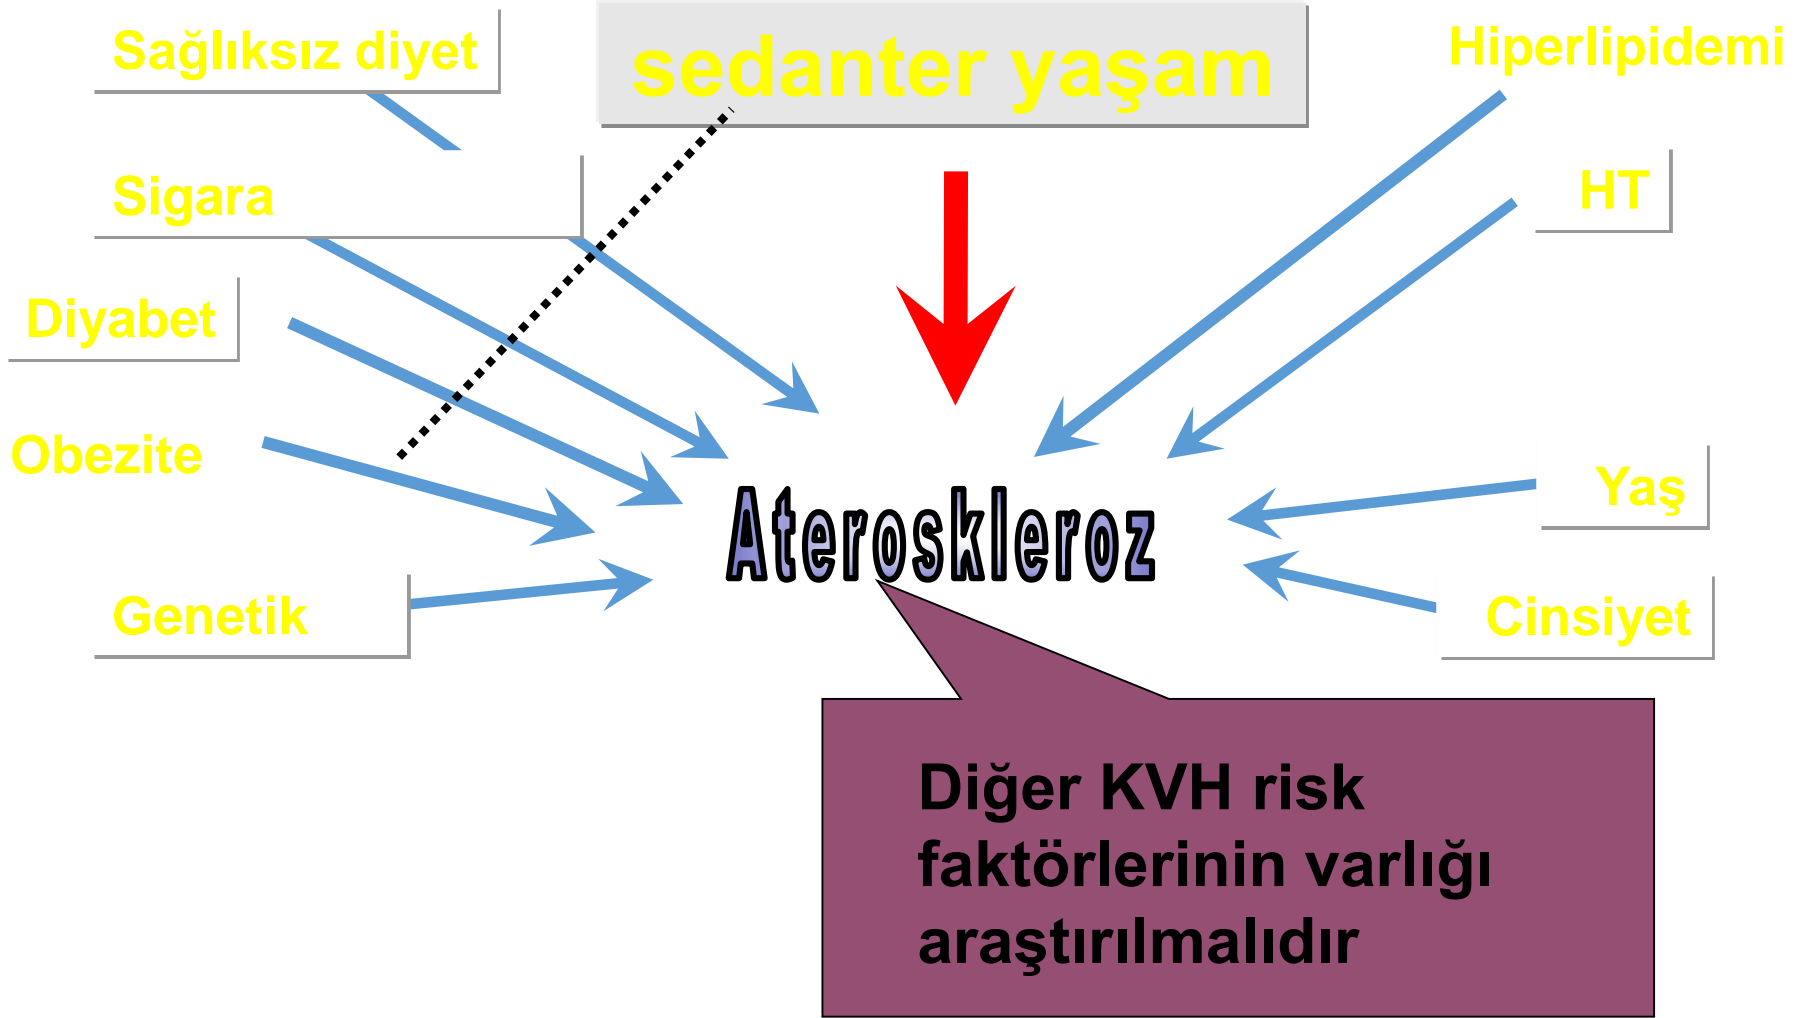 Sağlıksız diyet
sedanter yaşam
Hiperlipidemi
Sigara
HT
Diyabet
Obezite
Yaş
Ateroskleroz
Genetik
Cinsiyet
Diğer KVH risk
faktörlerinin varlığı
araştırılmalıdır